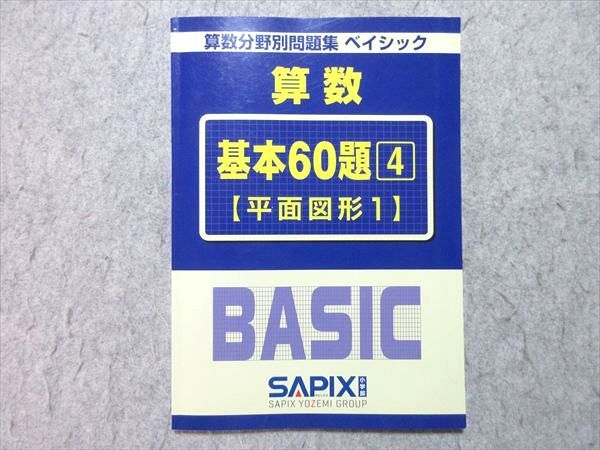 算数分野別問題集 ベイシック
算数
基本60題 4
【平面図形1】
BASIC
SAPIX 小学部
SAPIX YOZEMI GROUP